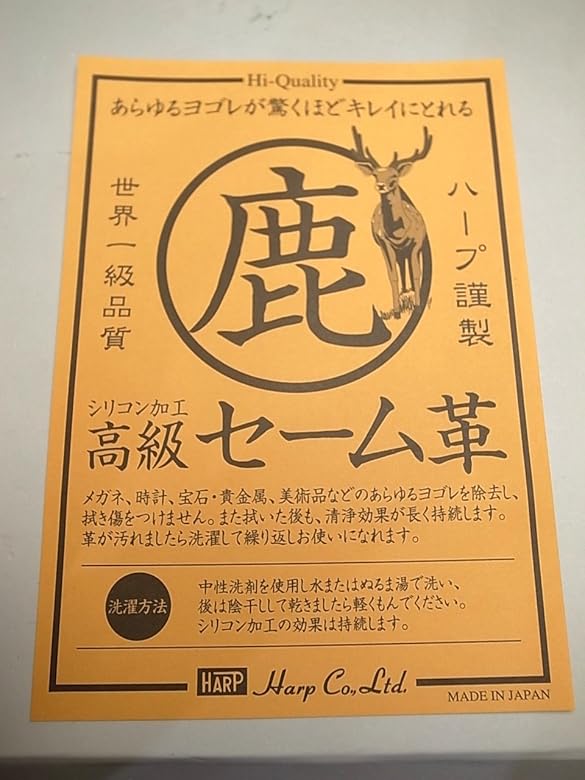 Hi-Quality
あらゆるヨゴレが驚くほどキレイにとれる
ハープ謹製
鹿
世界一級品質
シリコン加工
高級セーム革
メガネ、時計、宝石・貴金属、美術品などのあらゆるヨゴレを除去し、
拭き傷をつけません。また拭いた後も、清浄効果が長く持続します。
革が汚れましたら洗濯して繰り返しお使いになれます。
洗濯方法
中性洗剤を使用し水またはぬるま湯で洗い、
後は陰干しして乾きましたら軽くもんでください。
シリコン加工の効果は持続します。
HARP Harp Co., Ltd.
MADE IN JAPAN